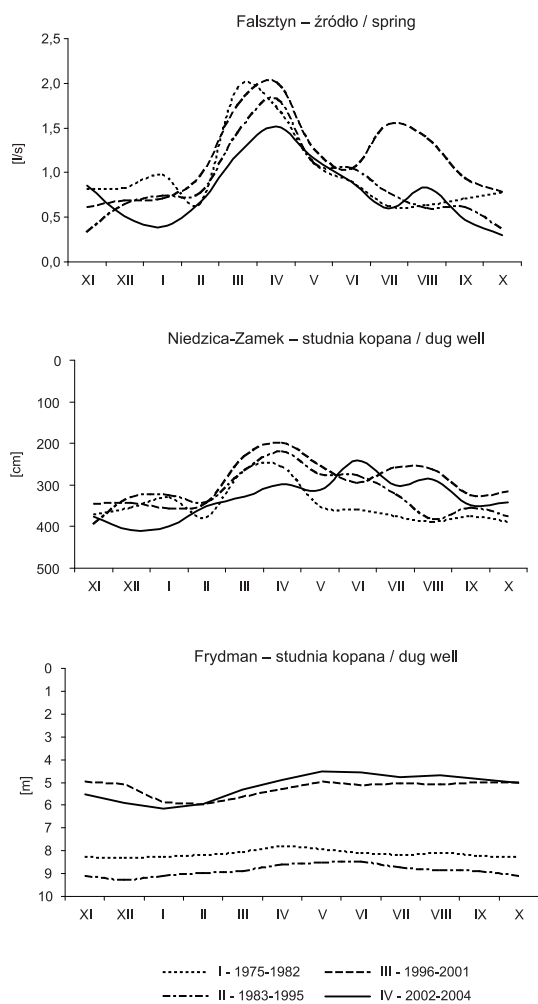 Falsztyn – źródło / spring
2,5
2,0
1,5
1,0
0,5
0,0
[l/s]
XI XII I II III IV V VI VII VIII IX X
Niedzica-Zamek – studnia kopana / dug well
0
100
200
300
400
500
[cm]
XI XII I II III IV V VI VII VIII IX X
Frydman – studnia kopana / dug well
0
1
2
3
4
5
6
7
8
9
10
[m]
XI XII I II III IV V VI VII VIII IX X
I - 1975-1982 III - 1996-2001
II - 1983-1995 IV - 2002-2004